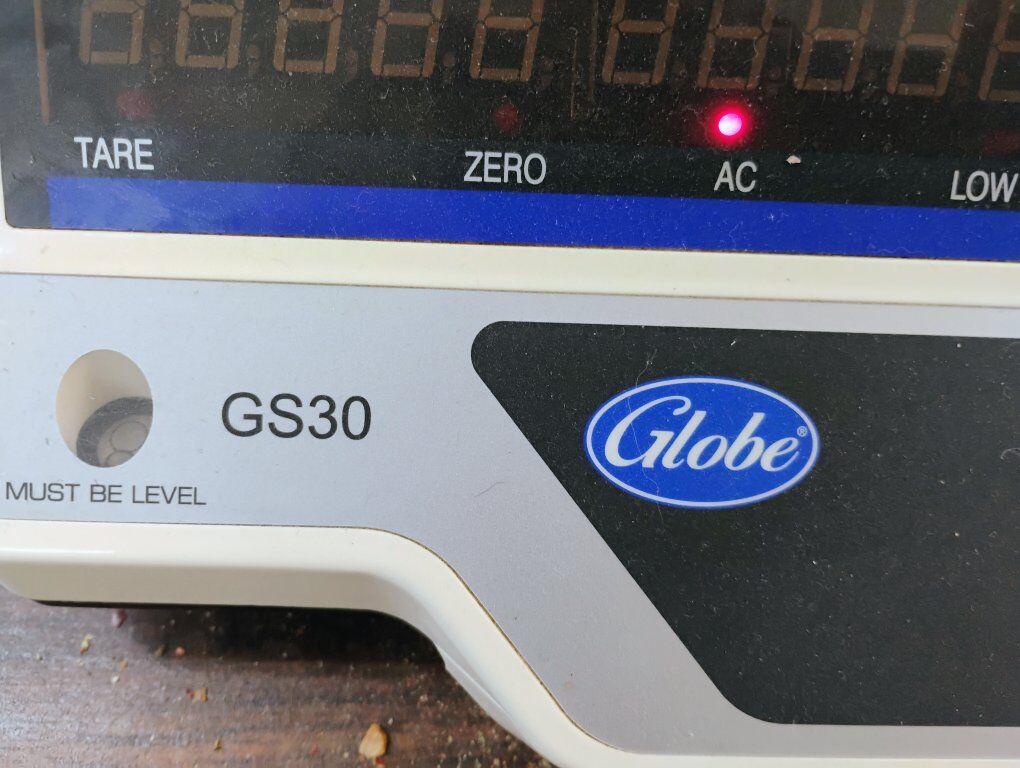 TARE
ZERO
AC
LOW
GS30
Globe®
MUST BE LEVEL